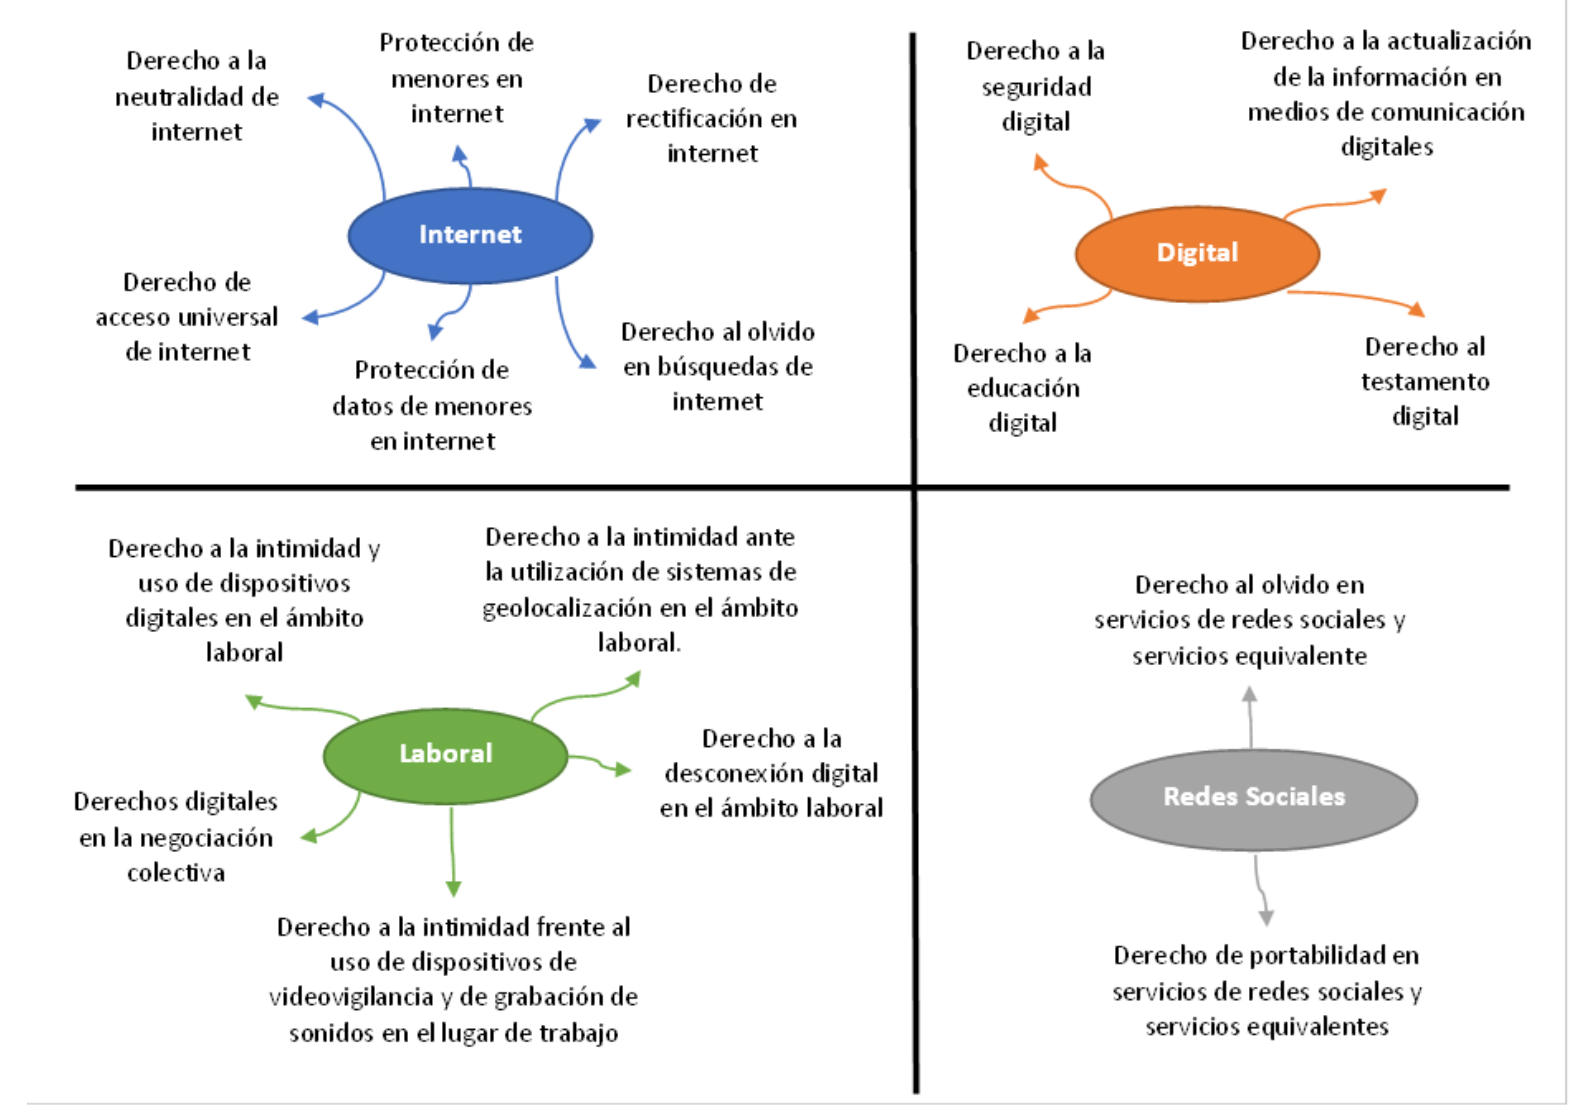 Derecho a la
neutralidad de
internet
Protección de
menores en
internet
Derecho de
rectificación en
internet
Internet
Derecho de
acceso universal
de internet
Protección de
datos de menores
en internet
Derecho al olvido
en búsquedas de
internet
Derecho a la
seguridad
digital
Derecho a la actualización
de la información en
medios de comunicación
digitales
Digital
Derecho a la
educación
digital
Derecho al
testamento
digital
Derecho a la intimidad y
uso de dispositivos
digitales en el ámbito
laboral
Derecho a la intimidad ante
la utilización de sistemas de
geolocalización en el ámbito
laboral.
Laboral
Derecho a la
desconexión digital
en el ámbito laboral
Derechos digitales
en la negociación
colectiva
Derecho a la intimidad frente al
uso de dispositivos de
videovigilancia y de grabación de
sonidos en el lugar de trabajo
Derecho al olvido en
servicios de redes sociales y
servicios equivalente
Redes Sociales
Derecho de portabilidad en
servicios de redes sociales y
servicios equivalentes